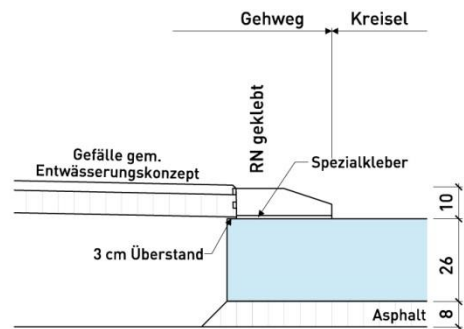 Gehweg
Kreisel
RN geklebt
Gefälle gem.
Entwässerungskonzept
Spezialkleber
3 cm Überstand
10
26
Asphalt
8